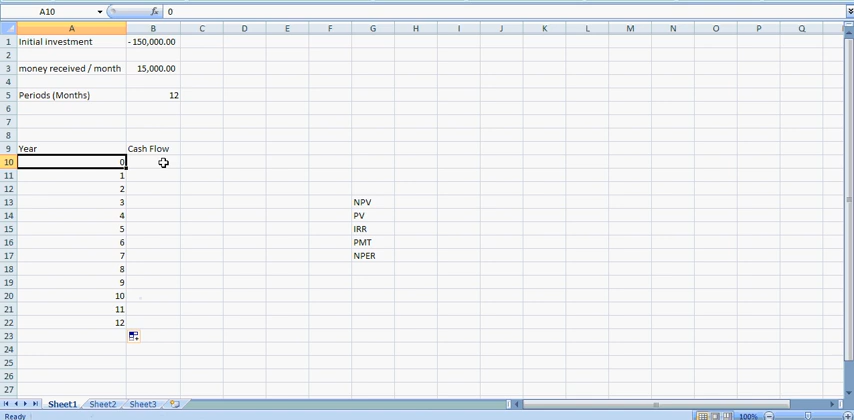 A10 fx 0
A B C D E F G H I J K L M N O P Q
1 Initial investment - 150,000.00
2
3 money received / month 15,000.00
4
5 Periods (Months) 12
6
7
8
9 Year Cash Flow
10 0
11 1
12 2
13 3 NPV
14 4 PV
15 5 IRR
16 6 PMT
17 7 NPER
18 8
19 9
20 10
21 11
22 12
23
24
25
26
27
Sheet1 Sheet2 Sheet3
Ready 100%